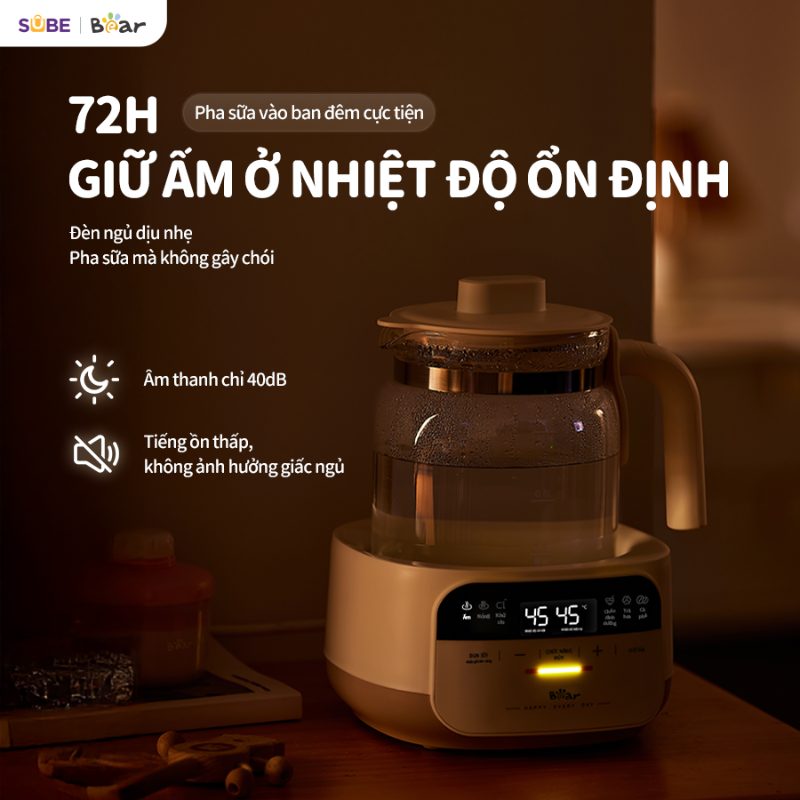 SUBE | Bear
72H
Pha sữa vào ban đêm cực tiện
GIỮ ẤM Ở NHIỆT ĐỘ ỔN ĐỊNH
Đèn ngủ dịu nhẹ
Pha sữa mà không gây chói
Âm thanh chỉ 40dB
Tiếng ồn thấp,
không ảnh hưởng giấc ngủ
45 45 °C
Ấm
Bear